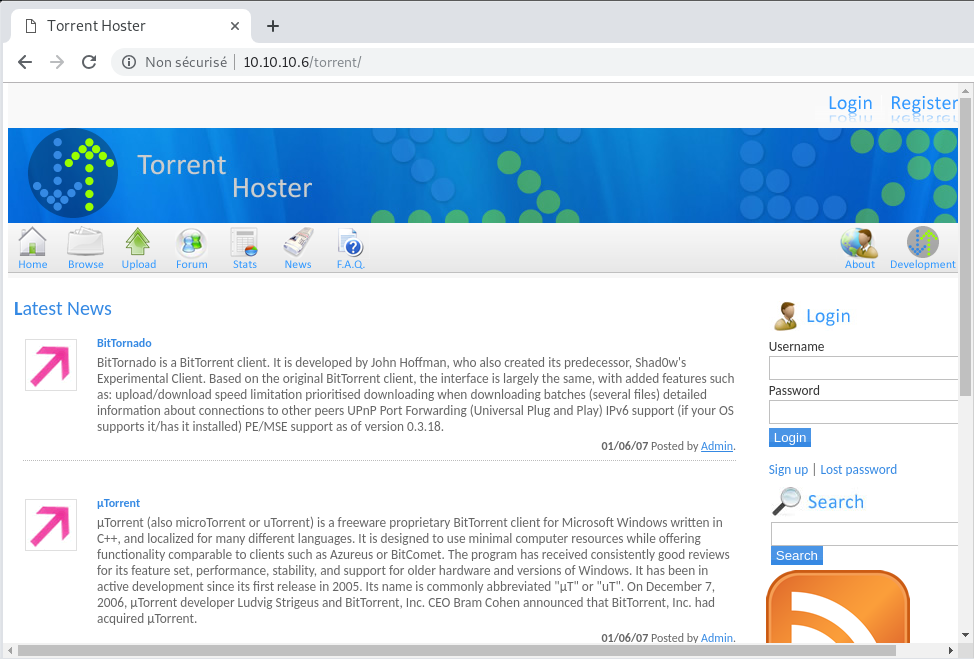 Torrent Hoster
Non sécurisé 10.10.10.6/torrent/
Login Register
Torrent
Hoster
Home Browse Upload Forum Stats News F.A.Q. About Development
Latest News
BitTornado
BitTornado is a BitTorrent client. It is developed by John Hoffman, who also created its predecessor, Shad0w's
Experimental Client. Based on the original BitTorrent client, the interface is largely the same, with added features such
as: upload/download speed limitation prioritised downloading when downloading batches (several files) detailed
information about connections to other peers UPnP Port Forwarding (Universal Plug and Play) IPv6 support (if your OS
supports it/has it installed) PE/MSE support as of version 0.3.18.
01/06/07 Posted by Admin.
µTorrent
µTorrent (also microTorrent or uTorrent) is a freeware proprietary BitTorrent client for Microsoft Windows written in
C++, and localized for many different languages. It is designed to use minimal computer resources while offering
functionality comparable to clients such as Azureus or BitComet. The program has received consistently good reviews
for its feature set, performance, stability, and support for older hardware and versions of Windows. It has been in
active development since its first release in 2005. Its name is commonly abbreviated "µT" or "uT". On December 7,
2006, µTorrent developer Ludvig Strigeus and BitTorrent, Inc. CEO Bram Cohen announced that BitTorrent, Inc. had
acquired µTorrent.
01/06/07 Posted by Admin.
Login
Username
Password
Login
Sign up | Lost password
Search
Search